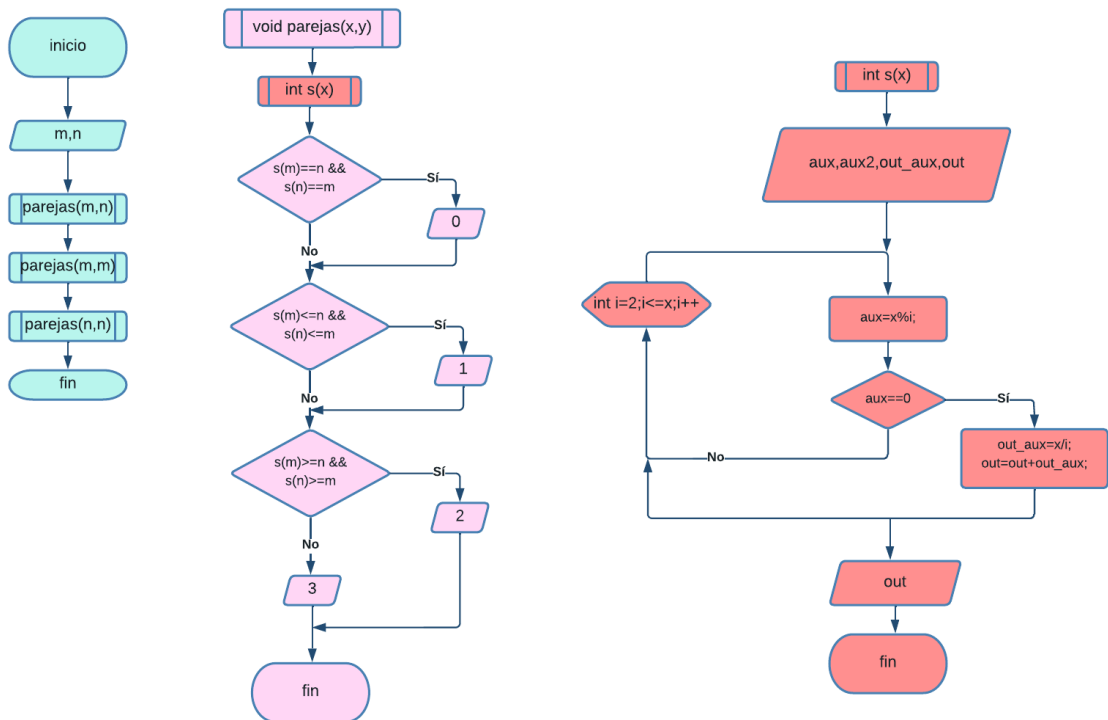 inicio
m,n
parejas(m,n)
parejas(m,m)
parejas(n,n)
fin
void parejas(x,y)
int s(x)
s(m)==n &&
s(n)==m
Sí
0
No
s(m)<=n &&
s(n)<=m
Sí
1
No
s(m)>=n &&
s(n)>=m
Sí
2
No
3
fin
int s(x)
aux,aux2,out_aux,out
int i=2;i<=x;i++
aux=x%i;
aux==0
Sí
No
out_aux=x/i;
out=out+out_aux;
out
fin